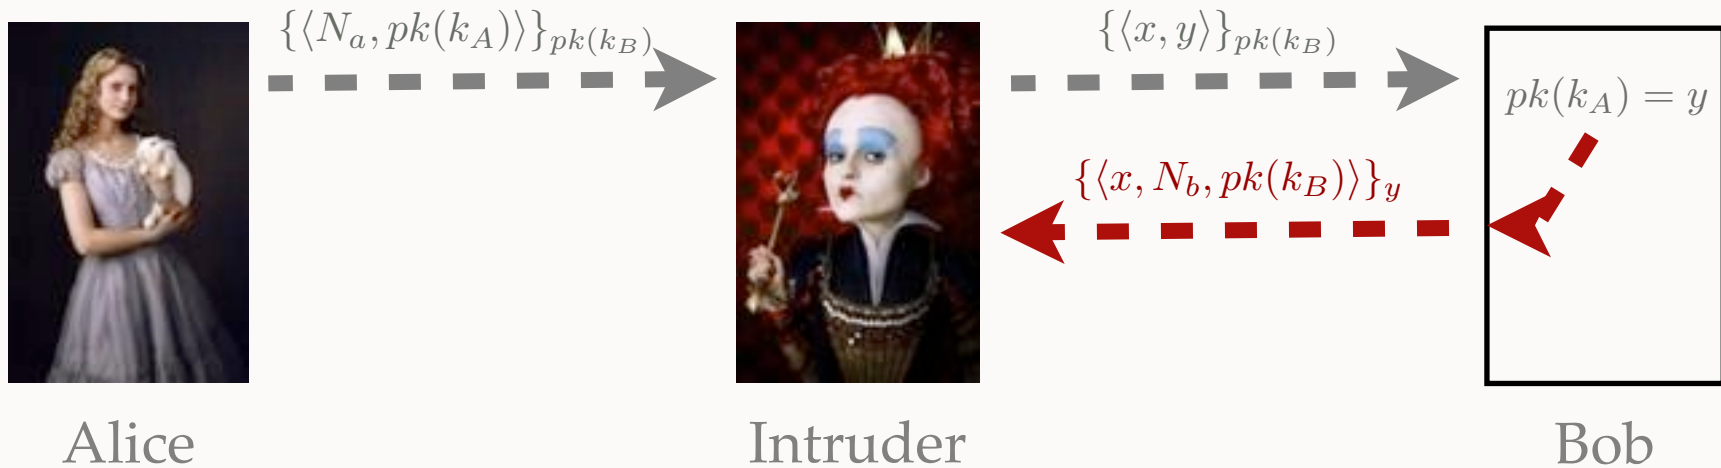 {⟨N_a, pk(k_A)⟩}_{pk(k_B)}
{⟨x, y⟩}_{pk(k_B)}
pk(k_A) = y
{⟨x, N_b, pk(k_B)⟩}_y
Alice
Intruder
Bob